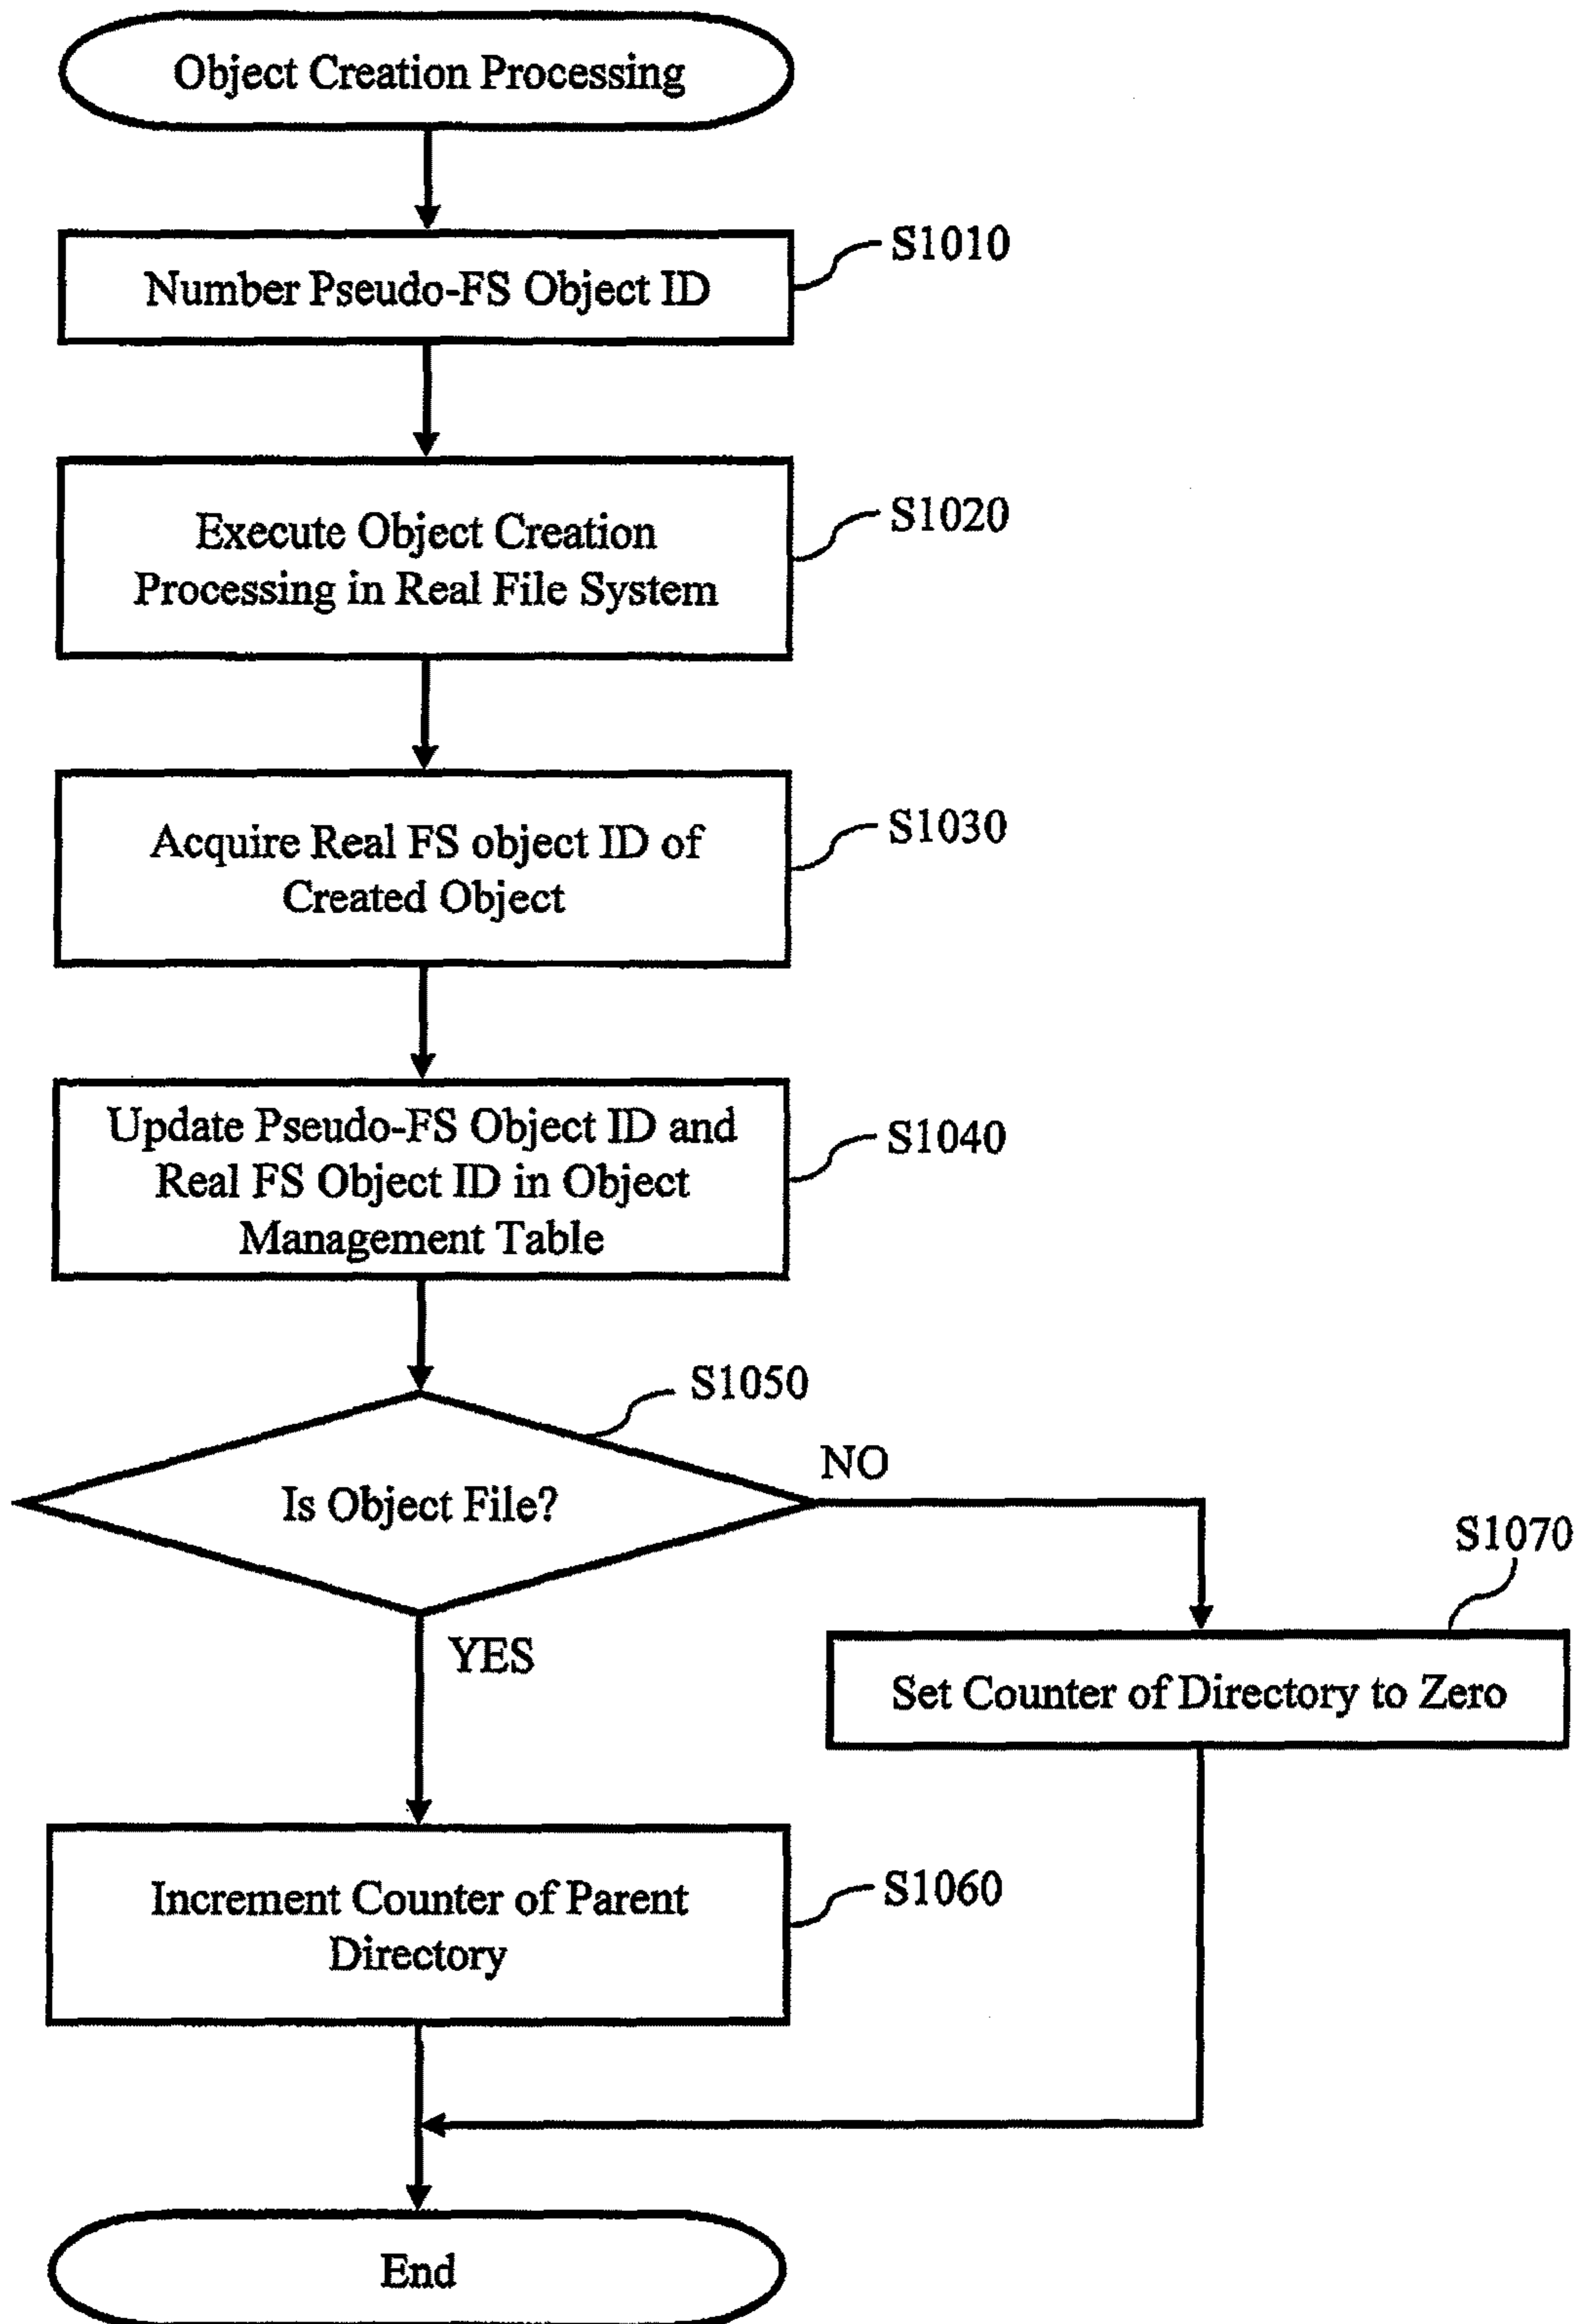 Object Creation Processing
Number Pseudo-FS Object ID
S1010
Execute Object Creation
Processing in Real File System
S1020
Acquire Real FS object ID of
Created Object
S1030
Update Pseudo-FS Object ID and
Real FS Object ID in Object
Management Table
S1040
S1050
Is Object File?
NO
YES
S1070
Set Counter of Directory to Zero
Increment Counter of Parent
Directory
S1060
End